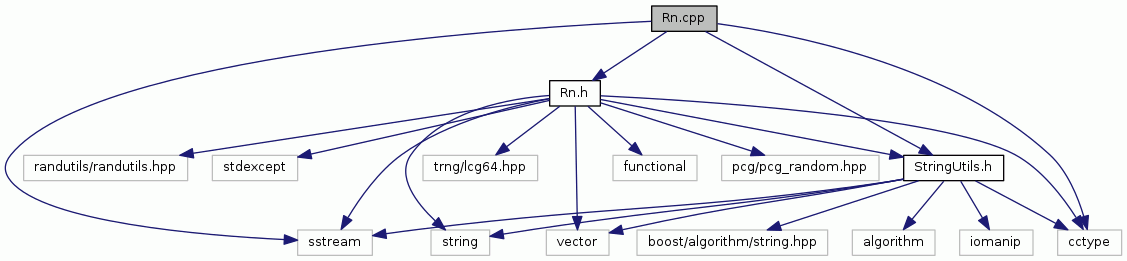 Rn.cpp
Rn.h
randutils/randutils.hpp
stdexcept
trng/lcg64.hpp
functional
pcg/pcg_random.hpp
StringUtils.h
sstream
string
vector
boost/algorithm/string.hpp
algorithm
iomanip
cctype